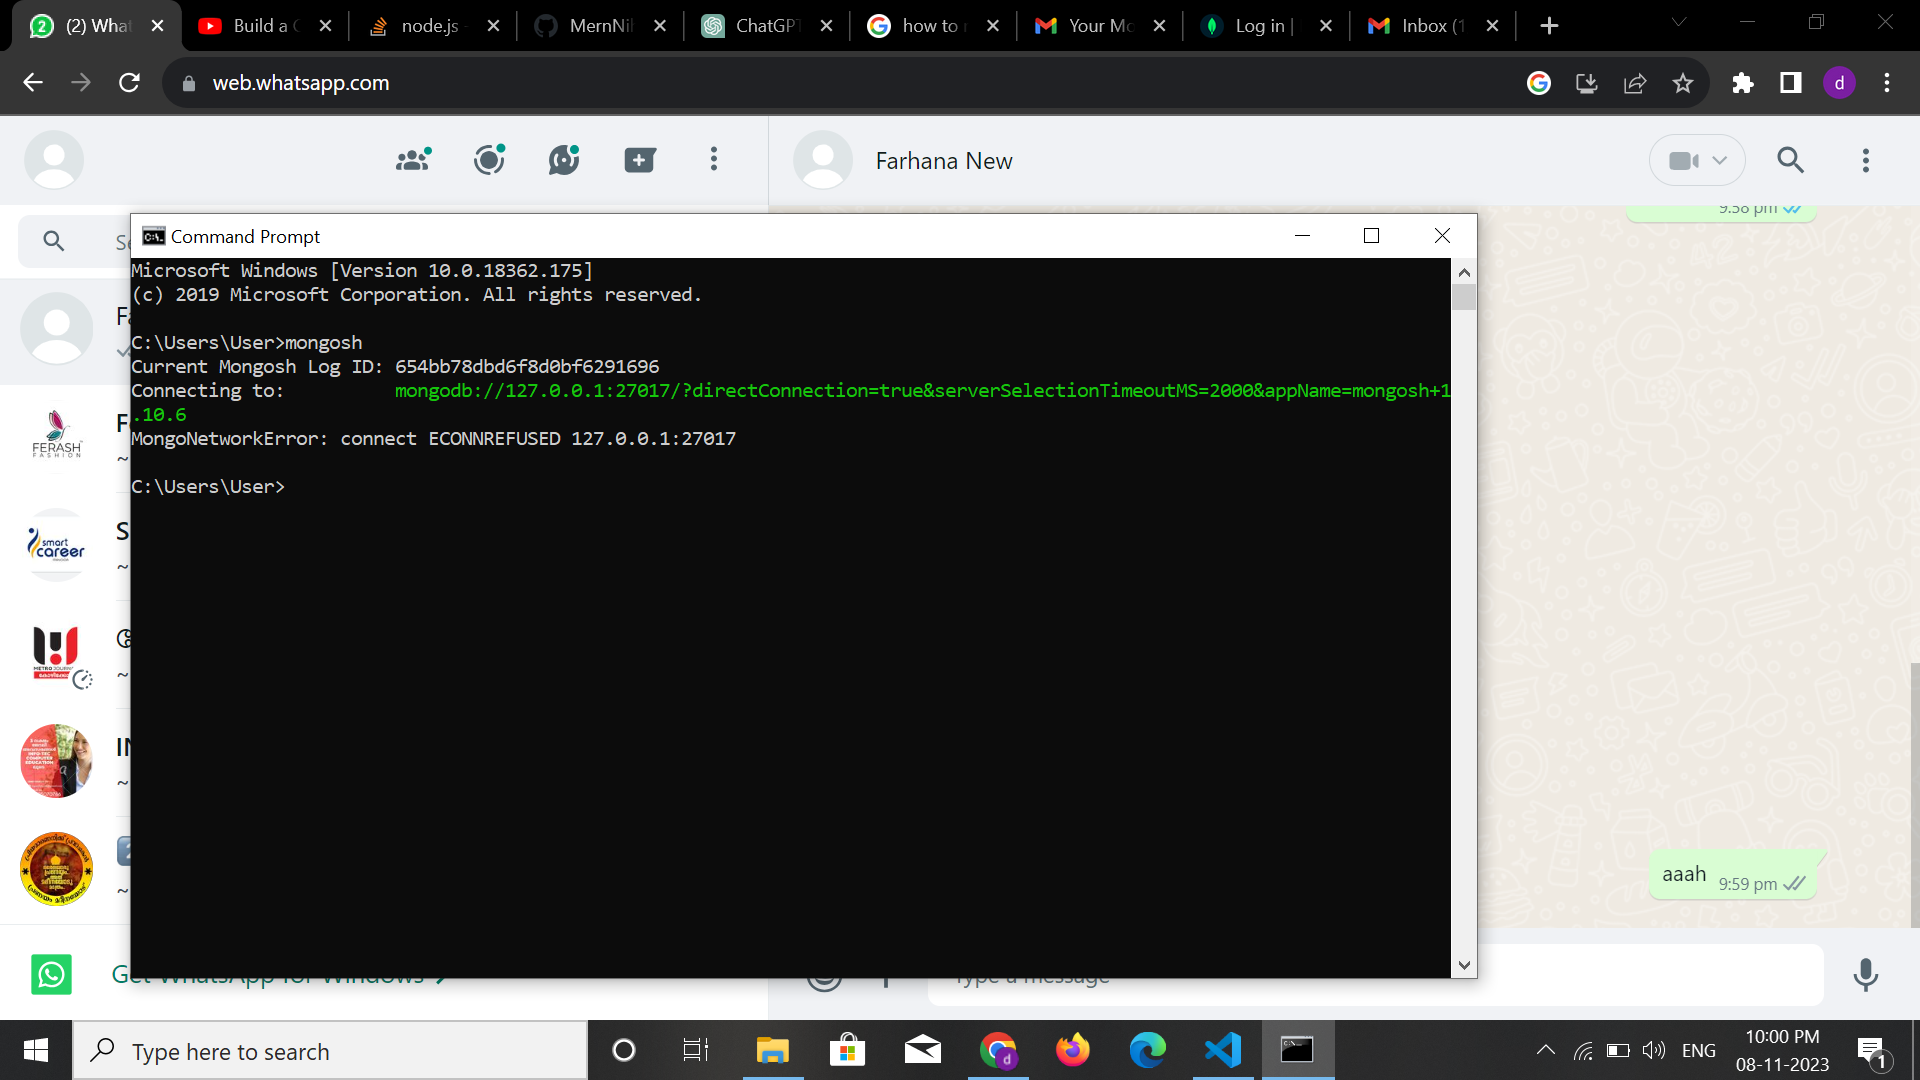 (2) What
Build a C
node.js -
MernNi
ChatGPT
how to
Your Mo
Log in |
Inbox (1
web.whatsapp.com
d
Farhana New
9:58 pm
Command Prompt
Microsoft Windows [Version 10.0.18362.175]
(c) 2019 Microsoft Corporation. All rights reserved.
C:\Users\User>mongosh
Current Mongosh Log ID: 654bb78dbd6f8d0bf6291696
Connecting to: mongodb://127.0.0.1:27017/?directConnection=true&serverSelectionTimeoutMS=2000&appName=mongosh+1
.10.6
MongoNetworkError: connect ECONNREFUSED 127.0.0.1:27017
C:\Users\User>
FERASH
FASHION
smart
career
aaah 9:59 pm
Get WhatsApp for Windows
Type a message
Type here to search
ENG
10:00 PM
08-11-2023
1